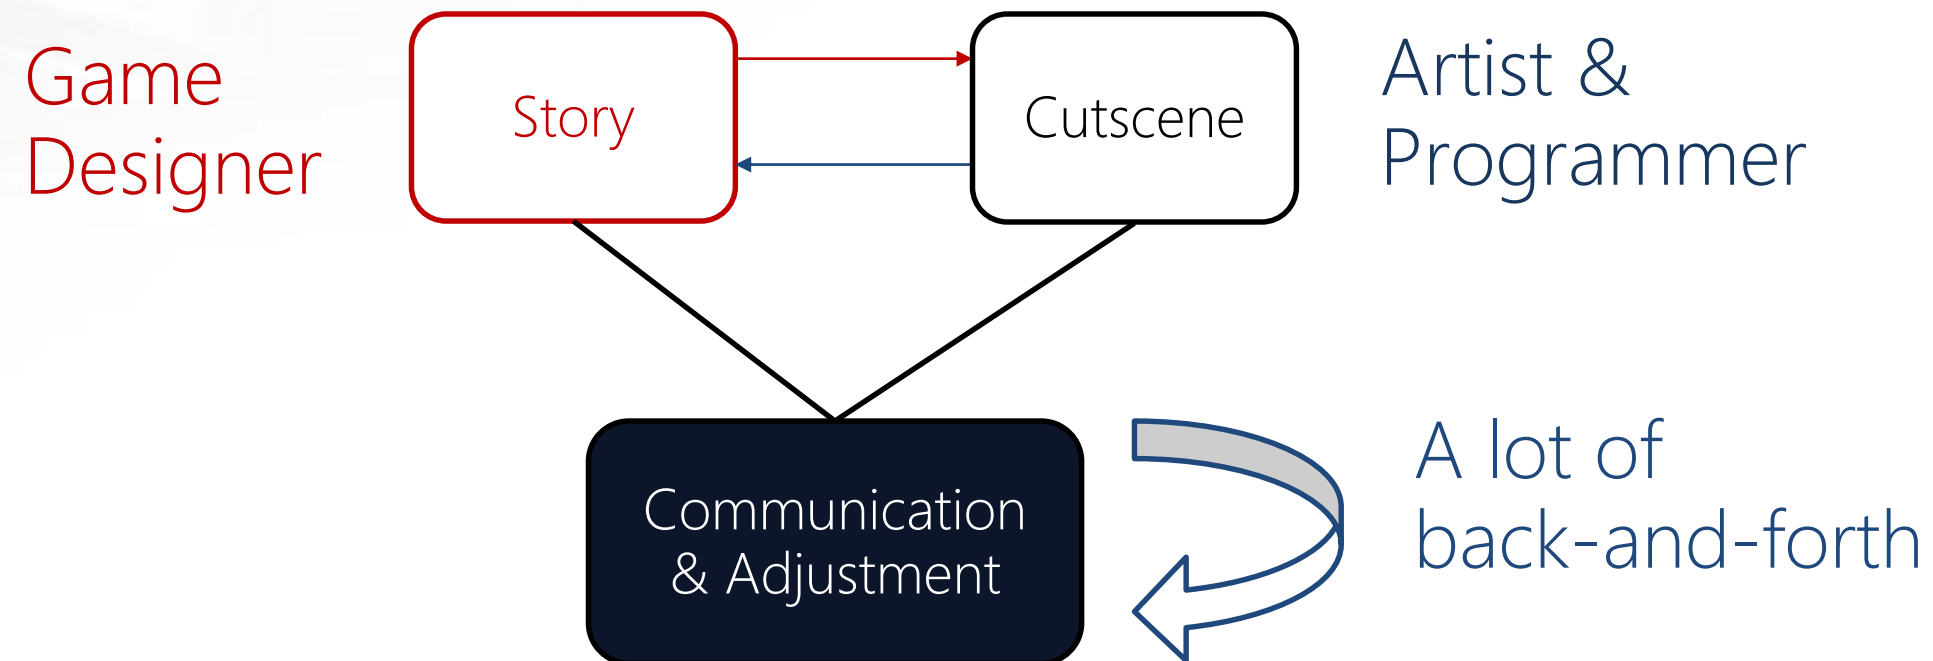 Game
Designer
Story
Cutscene
Artist &
Programmer
Communication
& Adjustment
A lot of
back-and-forth